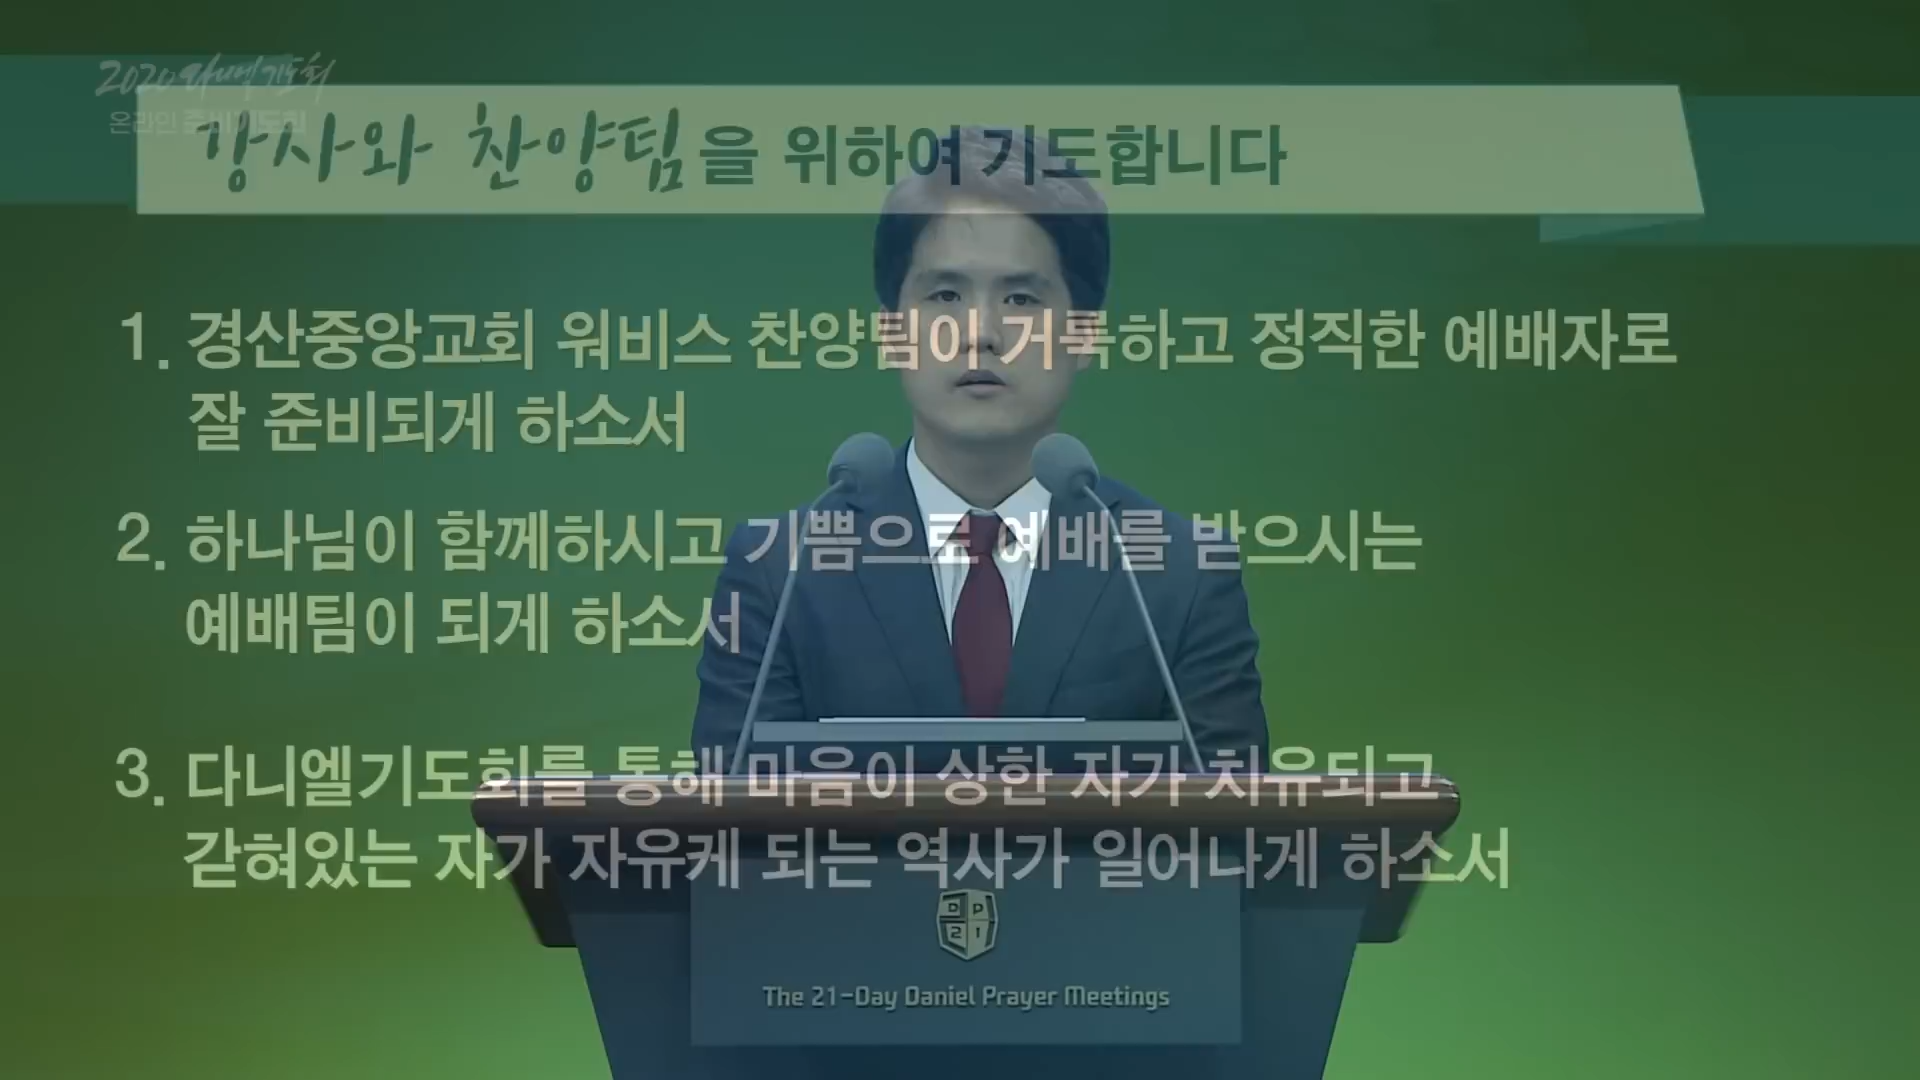 2020 다니엘기도회
온라인 준비기도회
강사와 찬양팀을 위하여 기도합니다
1. 경산중앙교회 워비스 찬양팀이 거룩하고 정직한 예배자로
잘 준비되게 하소서
2. 하나님이 함께하시고 기쁨으로 예배를 받으시는
예배팀이 되게 하소서
3. 다니엘기도회를 통해 마음이 상한 자가 치유되고
갇혀있는 자가 자유케 되는 역사가 일어나게 하소서
DP
21
The 21-Day Daniel Prayer Meetings